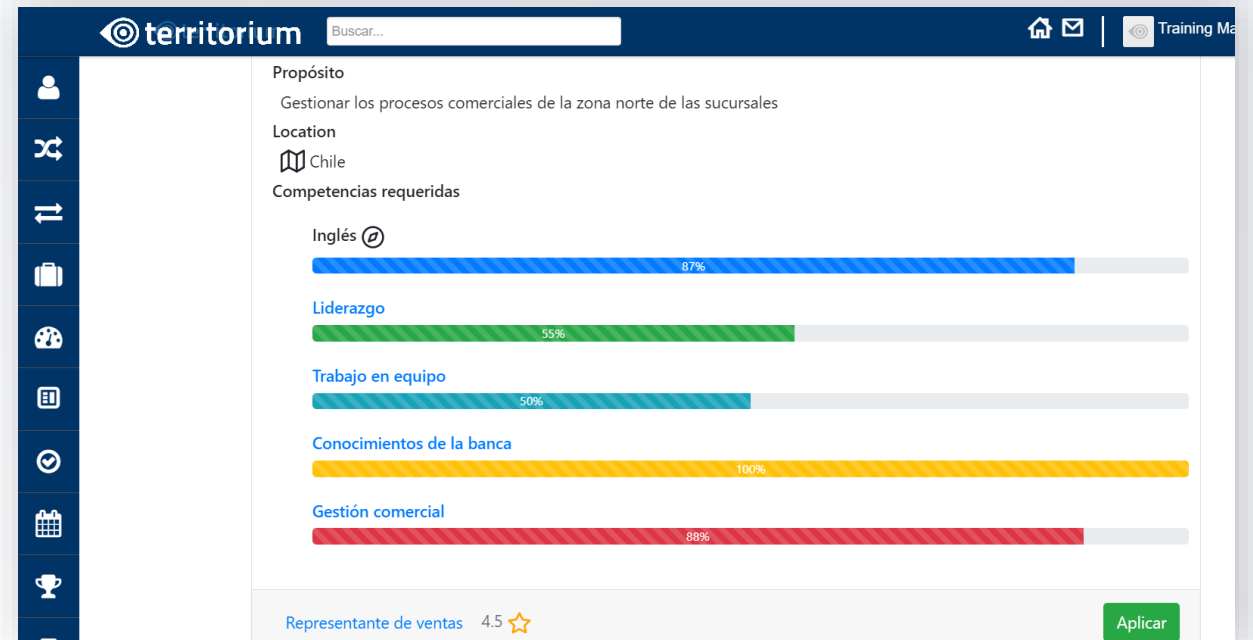 territorium
Buscar...
Training Ma
Propósito
Gestionar los procesos comerciales de la zona norte de las sucursales
Location
Chile
Competencias requeridas
Inglés
87%
Liderazgo
55%
Trabajo en equipo
50%
Conocimientos de la banca
100%
Gestión comercial
88%
Representante de ventas 4.5
Aplicar